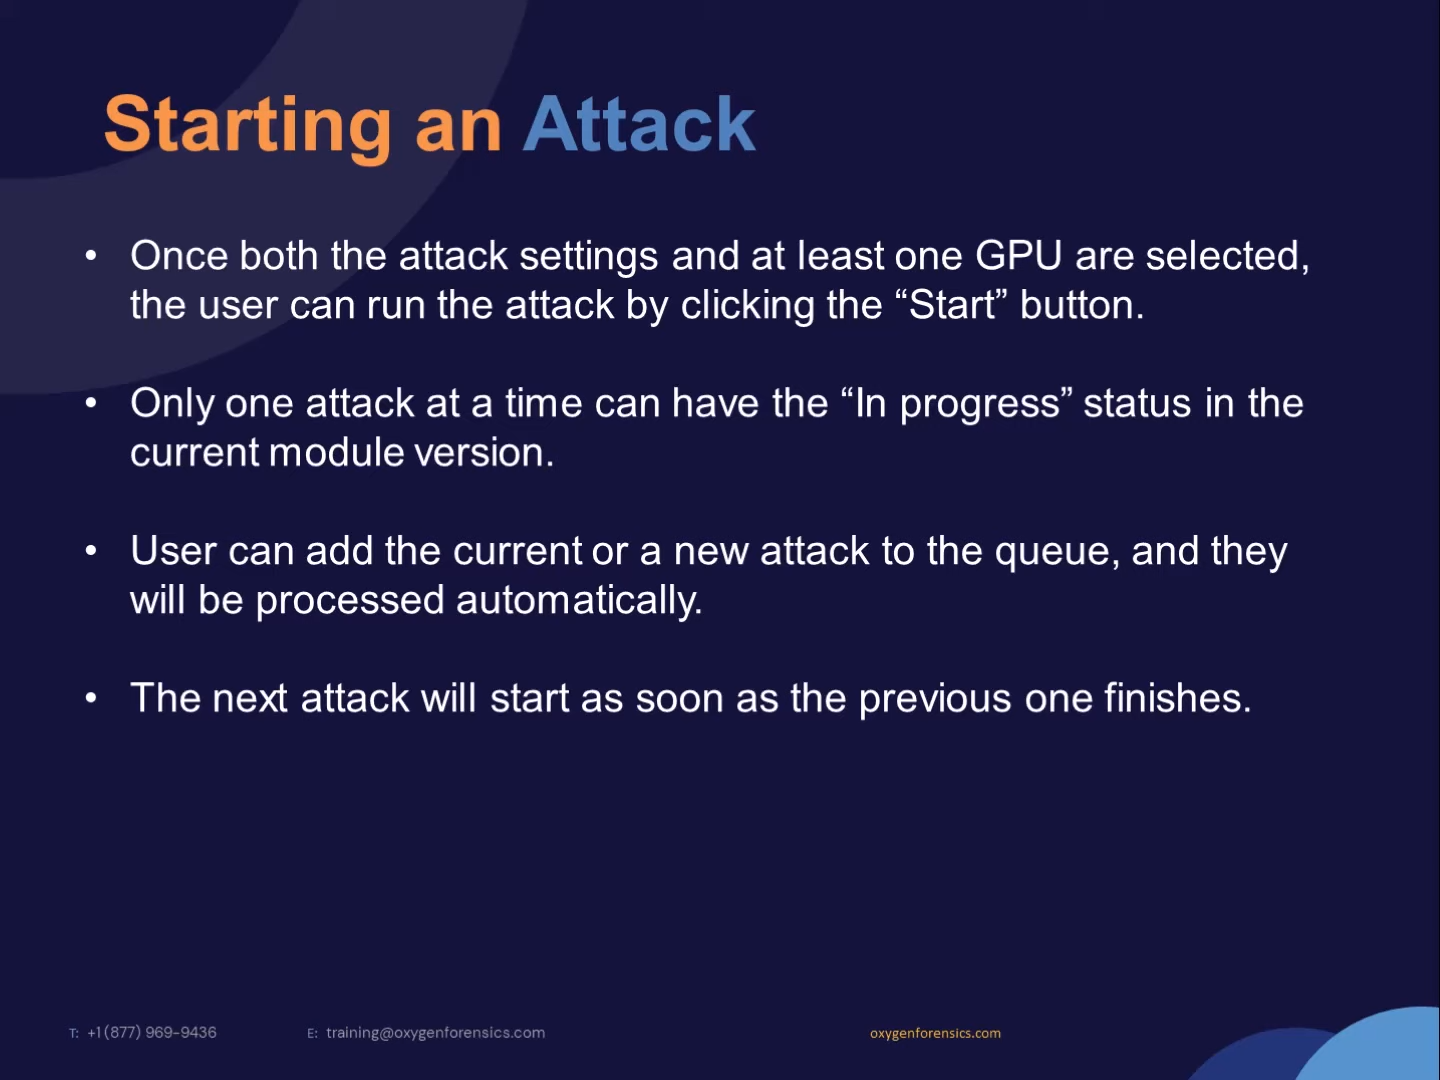 Starting an Attack
• Once both the attack settings and at least one GPU are selected,
the user can run the attack by clicking the “Start” button.
• Only one attack at a time can have the “In progress” status in the
current module version.
• User can add the current or a new attack to the queue, and they
will be processed automatically.
• The next attack will start as soon as the previous one finishes.
T: +1 (877) 969-9436 E: training@oxygenforensics.com oxygenforensics.com